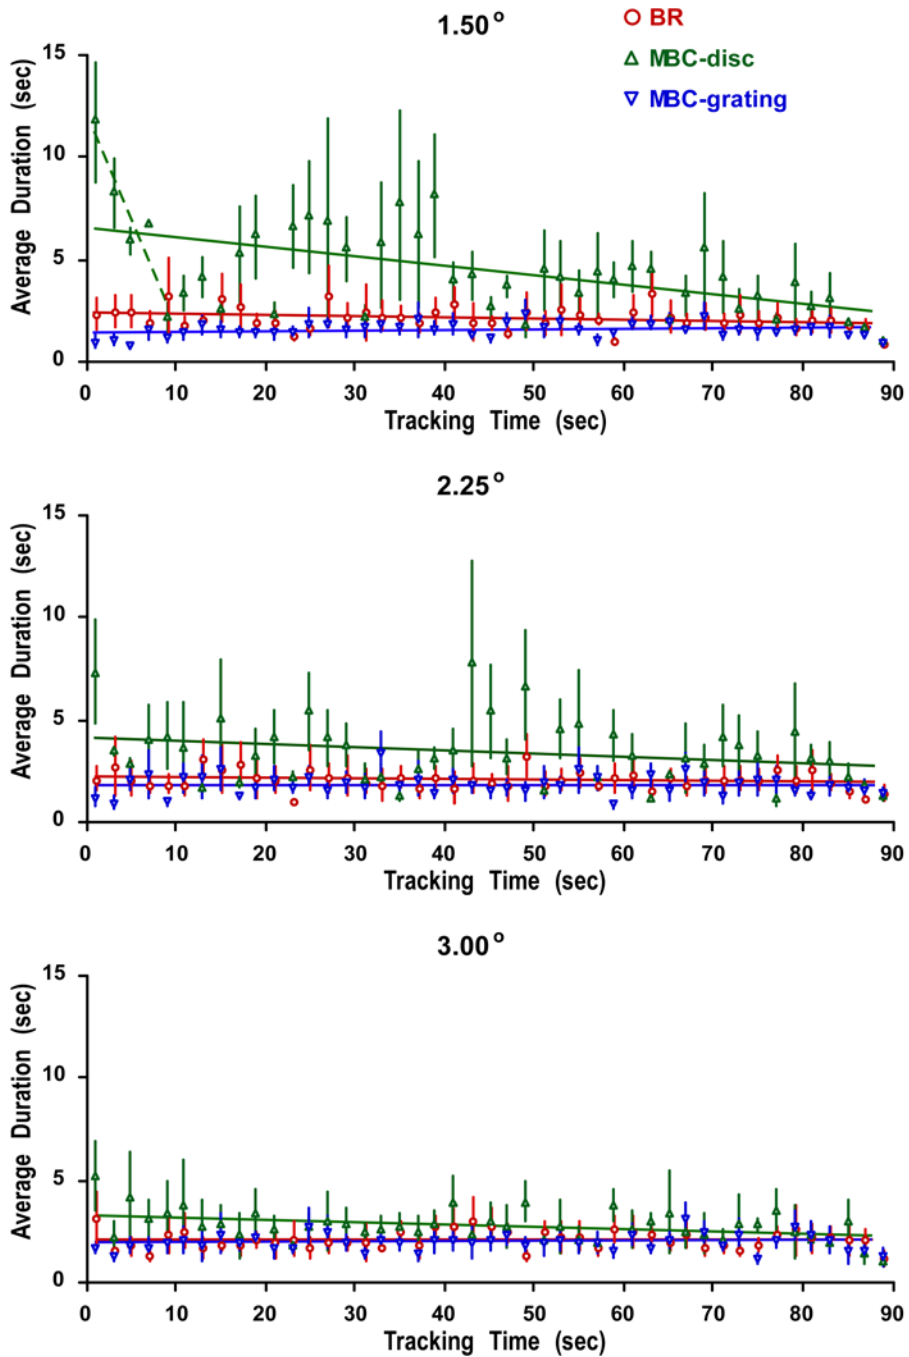 1.50°
BR
MBC-disc
MBC-grating
Average Duration (sec)
15
10
5
0
0 10 20 30 40 50 60 70 80 90
Tracking Time (sec)
2.25°
Average Duration (sec)
15
10
5
0
0 10 20 30 40 50 60 70 80 90
Tracking Time (sec)
3.00°
Average Duration (sec)
15
10
5
0
0 10 20 30 40 50 60 70 80 90
Tracking Time (sec)